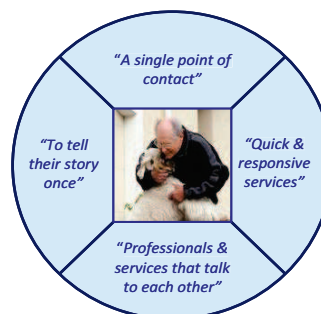 “A single point of
contact”
“To tell
their story
once”
“Quick &
responsive
services”
“Professionals &
services that talk
to each other”